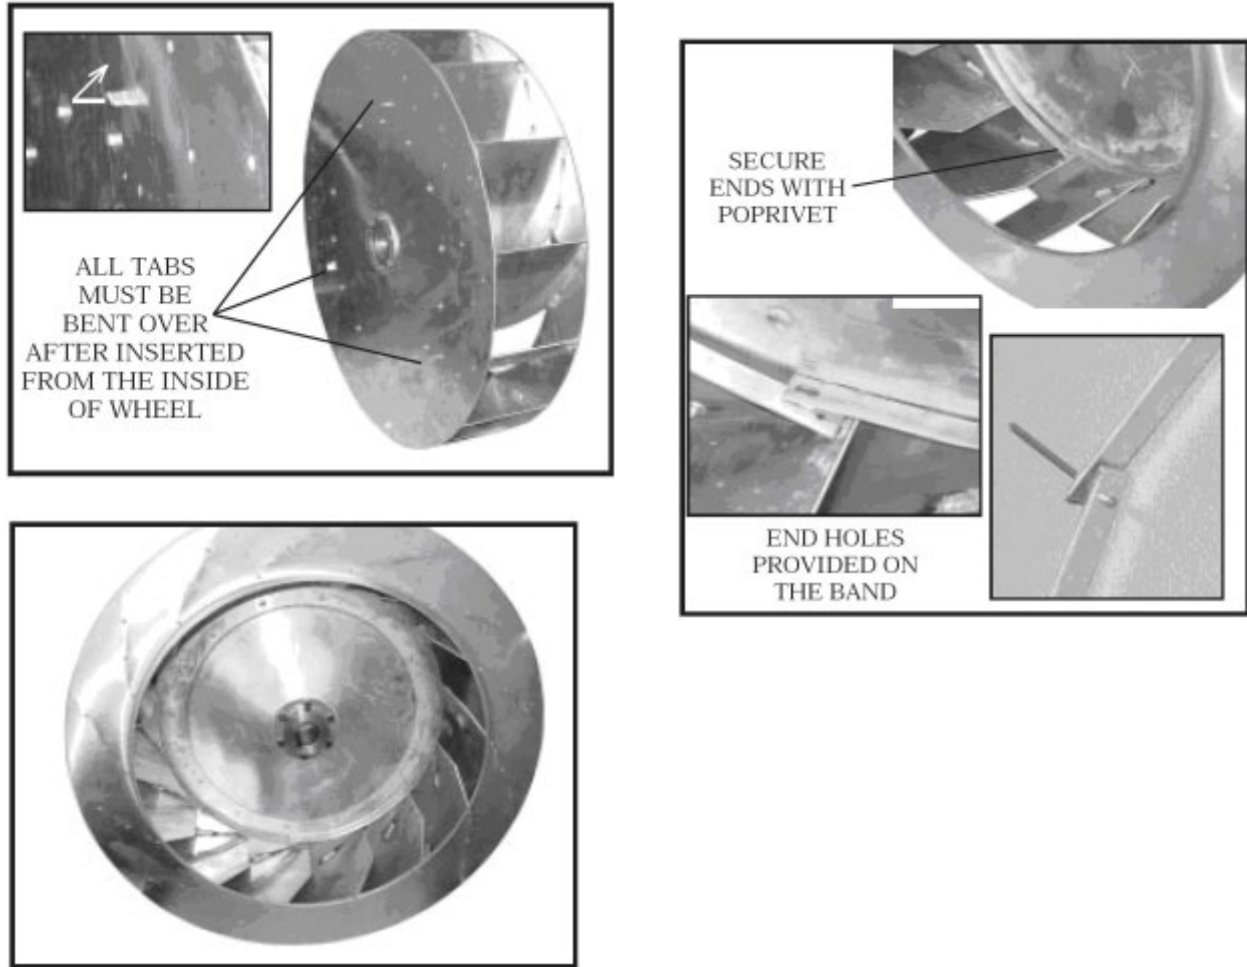 ALL TABS
MUST BE
BENT OVER
AFTER INSERTED
FROM THE INSIDE
OF WHEEL
SECURE
ENDS WITH
POPRIVET
END HOLES
PROVIDED ON
THE BAND